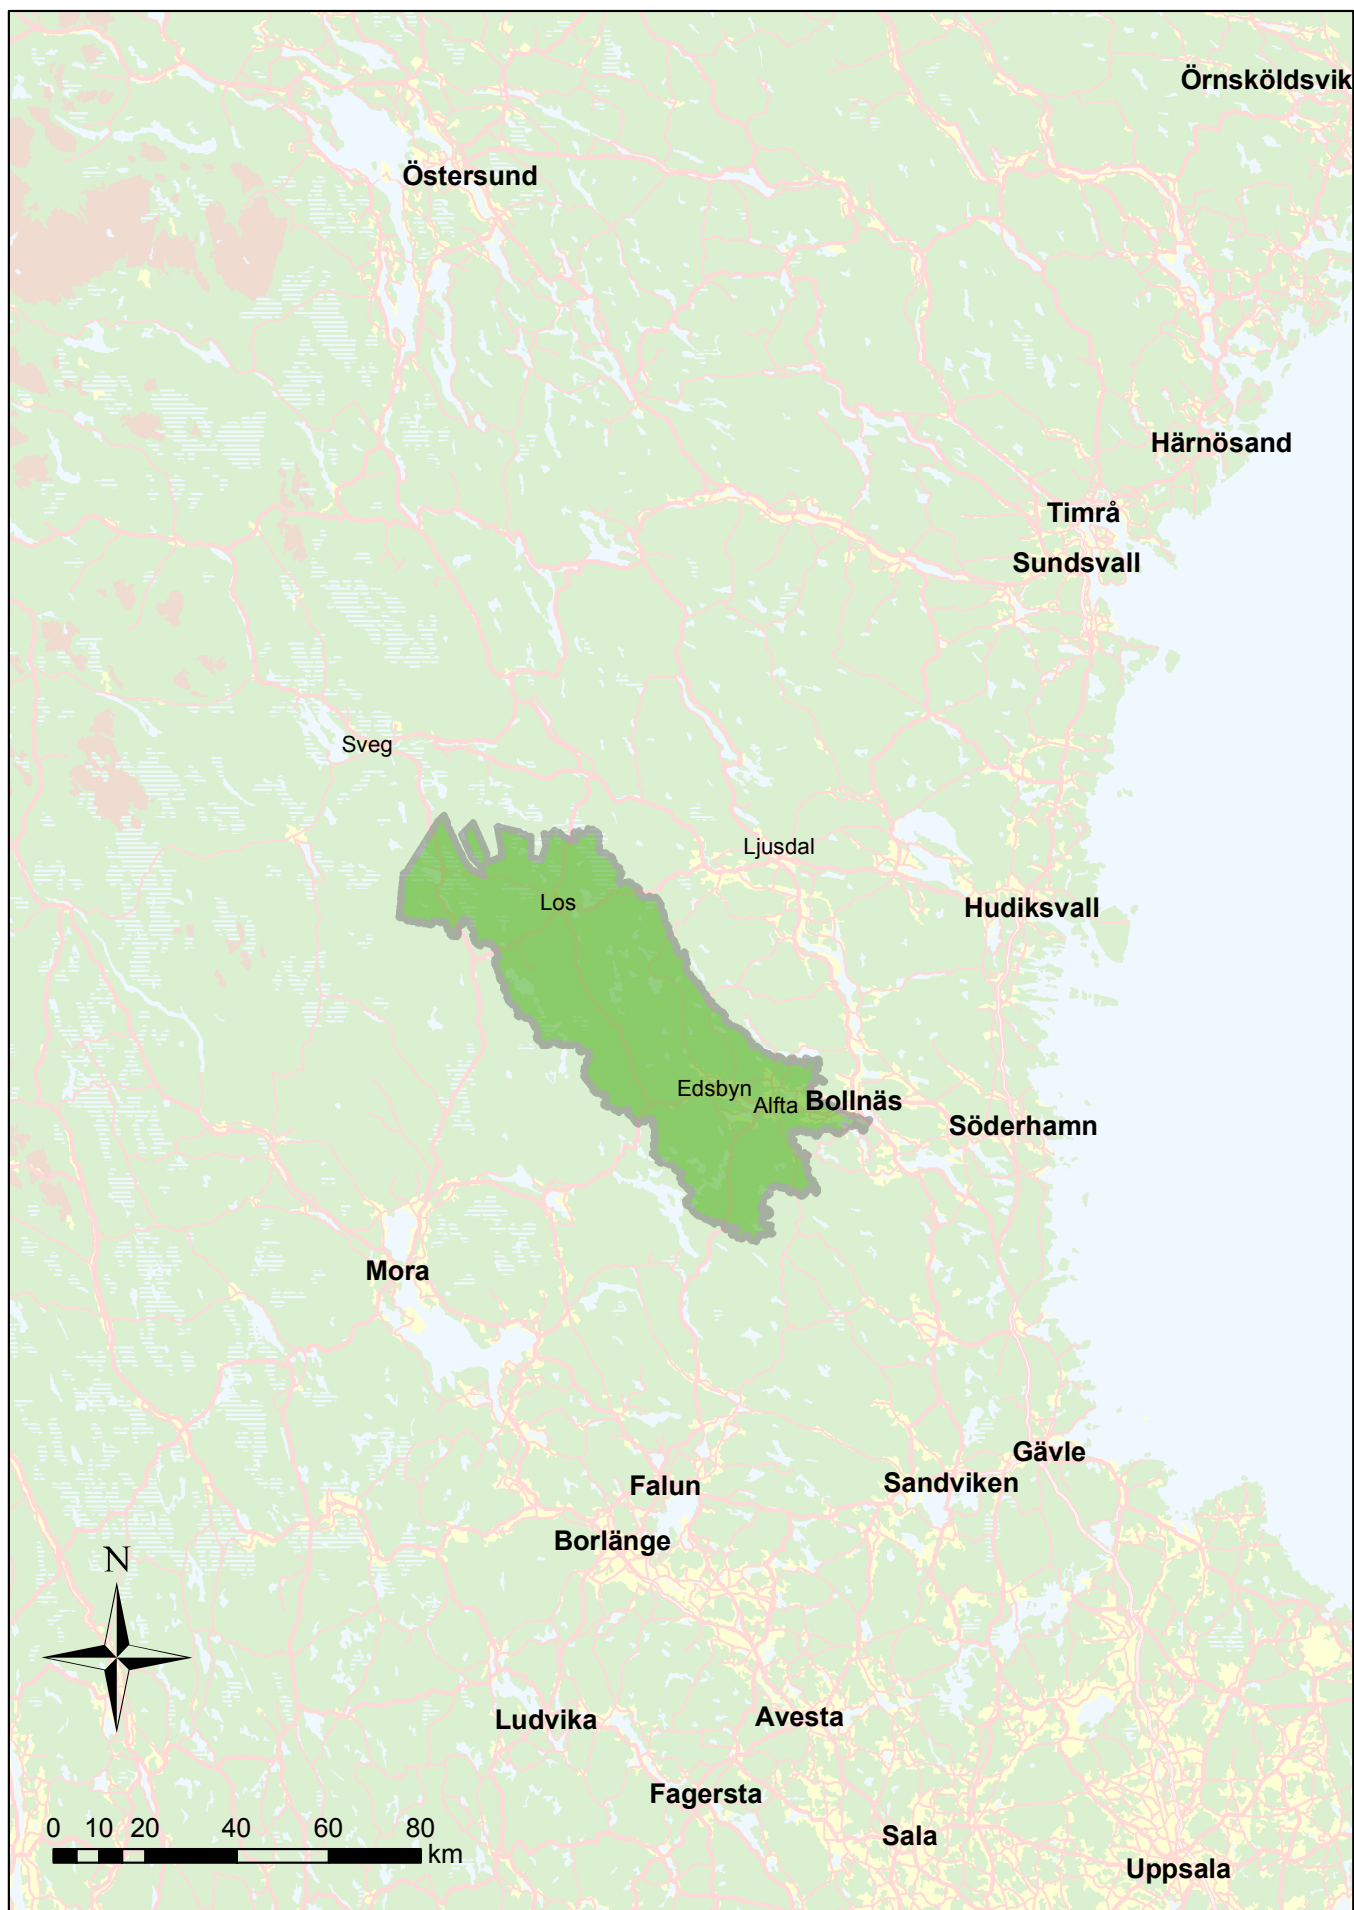 Örnsköldsvik
Östersund
Härnösand
Timrå
Sundsvall
Sveg
Ljusdal
Los
Hudiksvall
Edsbyn
Alfta
Bollnäs
Söderhamn
Mora
Gävle
Falun
Sandviken
Borlänge
N
Ludvika
Avesta
Fagersta
0 10 20 40 60 80
km
Sala
Uppsala